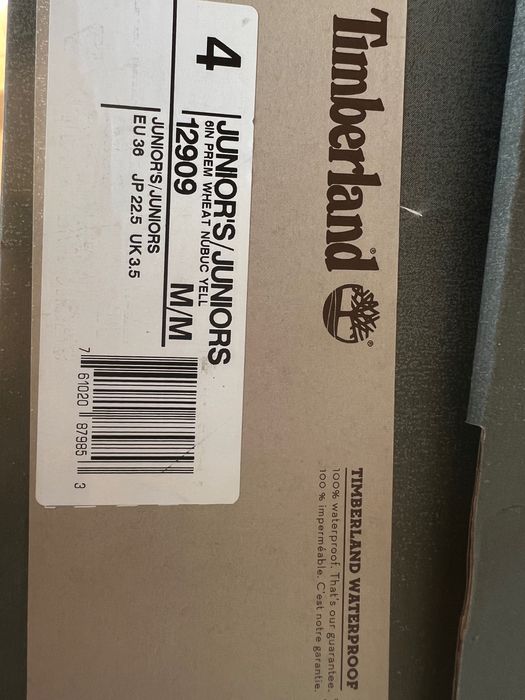 Timberland®
®
TIMBERLAND WATERPROOF
100% waterproof. That's our guarantee.
100 % imperméable. C'est notre garantie.
4
JUNIOR'S/JUNIORS
6IN PREM WHEAT NUBUC YELL
12909 M/M
JUNIOR'S/JUNIORS
EU 36 JP 22.5 UK 3.5
7 61020 87985 3